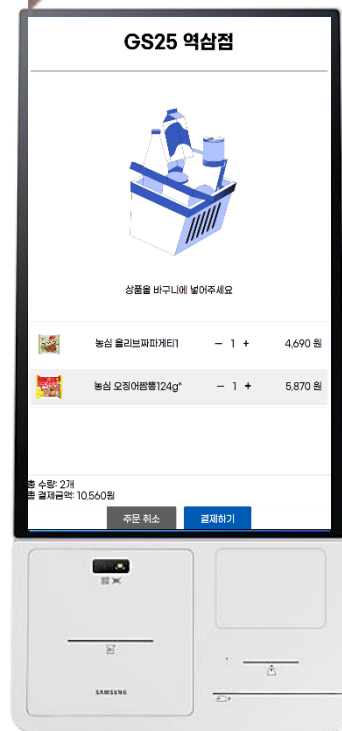 GS25 역삼점
상품을 바구니에 넣어주세요
농심 올리브짜파게티1 − 1 + 4,690 원
농심 오징어짬뽕124g* − 1 + 5,870 원
총 수량: 2개
총 결제금액: 10,560원
주문 취소 결제하기
SAMSUNG